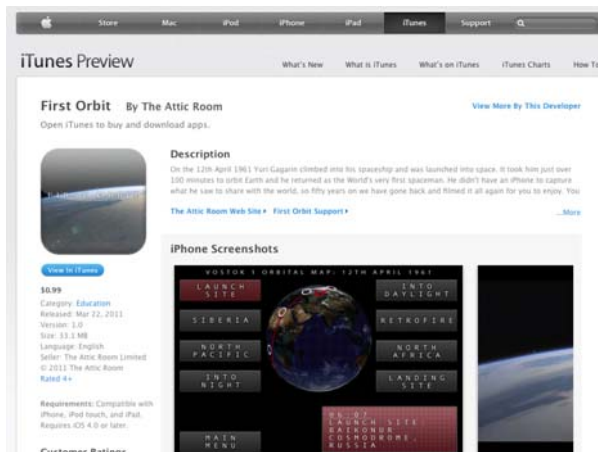 Store Mac iPod iPhone iPad iTunes Support
iTunes Preview
What's New What is iTunes What's on iTunes iTunes Charts How To
First Orbit By The Attic Room
View More By This Developer
Open iTunes to buy and download apps.
Description
On the 12th April 1961 Yuri Gagarin climbed into his spaceship and was launched into space. It took him just over
100 minutes to orbit Earth and he returned as the World's very first spaceman. He didn't have an iPhone to capture
what he saw to share with the world, so fifty years on we have gone back and filmed it all again for you to enjoy. You
The Attic Room Web Site First Orbit Support
...More
View In iTunes
$0.99
Category: Education
Released: Mar 22, 2011
Version: 1.0
Size: 33.1 MB
Language: English
Seller: The Attic Room Limited
© 2011 The Attic Room
Rated 4+
Requirements: Compatible with
iPhone, iPod touch, and iPad.
Requires iOS 4.0 or later.
Customer Ratings
iPhone Screenshots
VOSTOK 1 ORBITAL MAP: 12TH APRIL 1961
LAUNCH SITE
INTO DAYLIGHT
SIBERIA
RETROFIRE
NORTH PACIFIC
NORTH AFRICA
INTO NIGHT
LANDING SITE
MAIN MENU
06:07
LAUNCH SITE:
BAIKONUR
COSMODROME,
RUSSIA